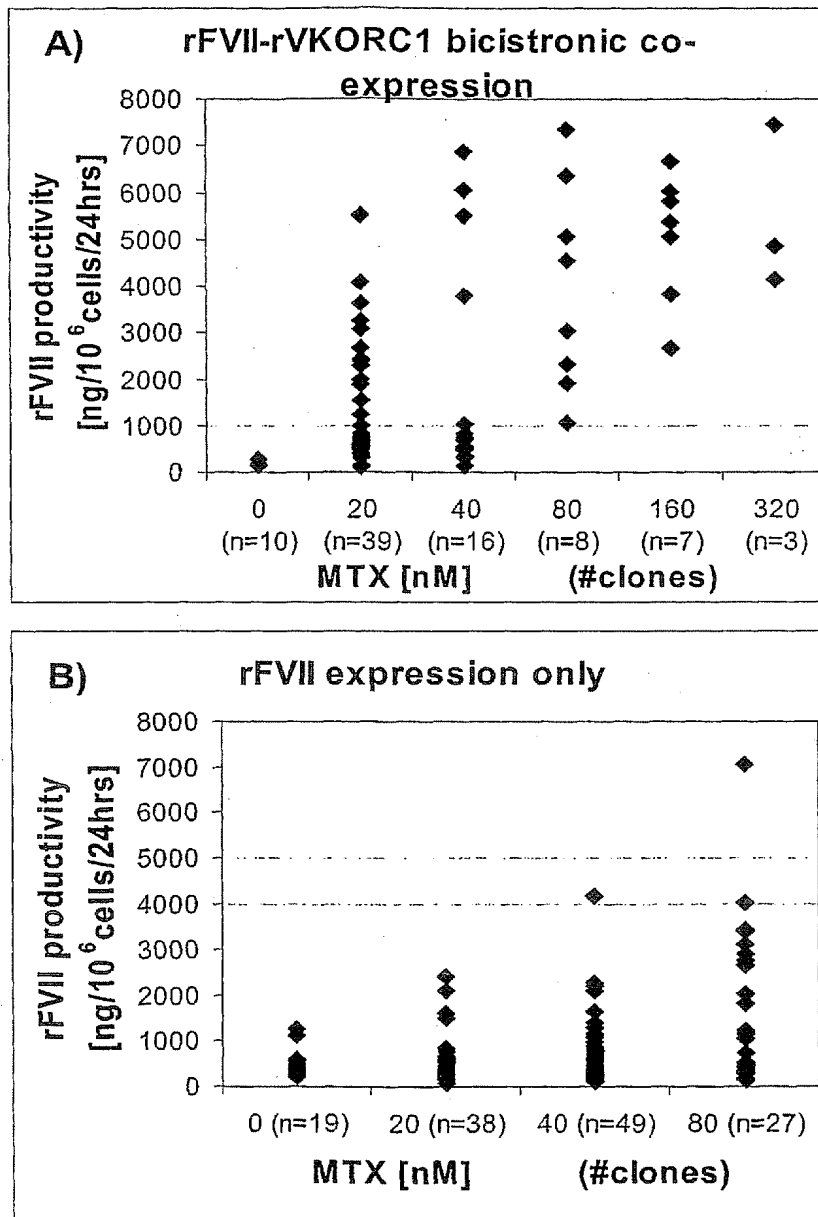 A)
rFVII-rVKORC1 bicistronic co-
expression
8000
7000
6000
5000
4000
3000
2000
1000
0
rFVII productivity
[ng/10⁶cells/24hrs]
0 20 40 80 160 320
(n=10) (n=39) (n=16) (n=8) (n=7) (n=3)
MTX [nM] (#clones)
B)
rFVII expression only
8000
7000
6000
5000
4000
3000
2000
1000
0
rFVII productivity
[ng/10⁶cells/24hrs]
0 (n=19) 20 (n=38) 40 (n=49) 80 (n=27)
MTX [nM] (#clones)